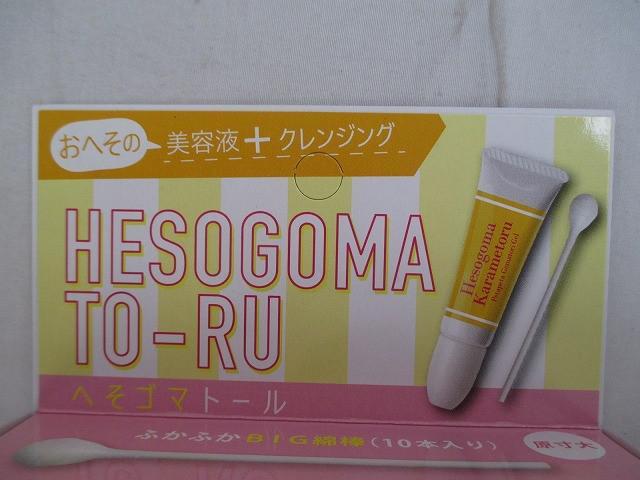 おへその 美容液+クレンジング
HESOGOMA
TO-RU
へそゴマトール
Hesogoma
Karametoru
ふかふかBIG綿棒(10本入り)
原寸大